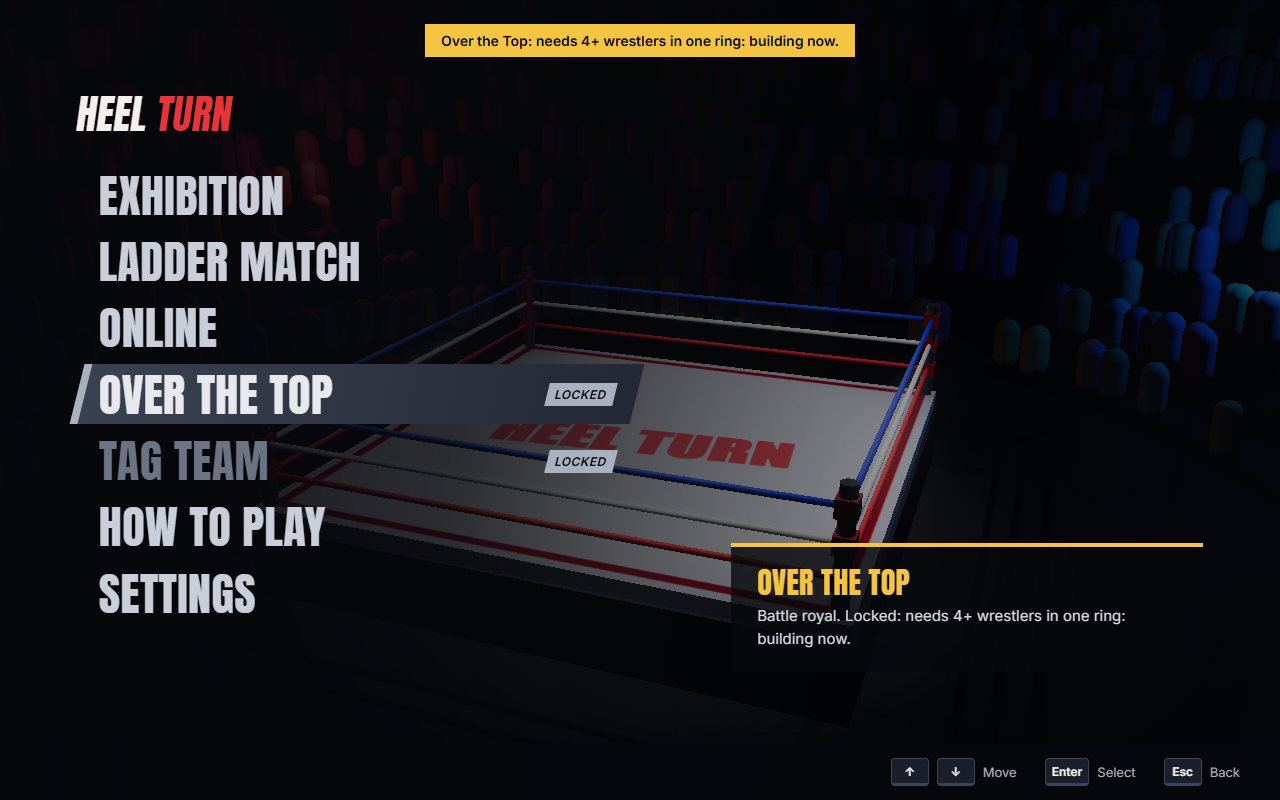 Over the Top: needs 4+ wrestlers in one ring: building now.
HEEL TURN
EXHIBITION
LADDER MATCH
ONLINE
OVER THE TOP LOCKED
HEEL TURN
TAG TEAM LOCKED
HOW TO PLAY
SETTINGS
OVER THE TOP
Battle royal. Locked: needs 4+ wrestlers in one ring:
building now.
↑ ↓ Move Enter Select Esc Back